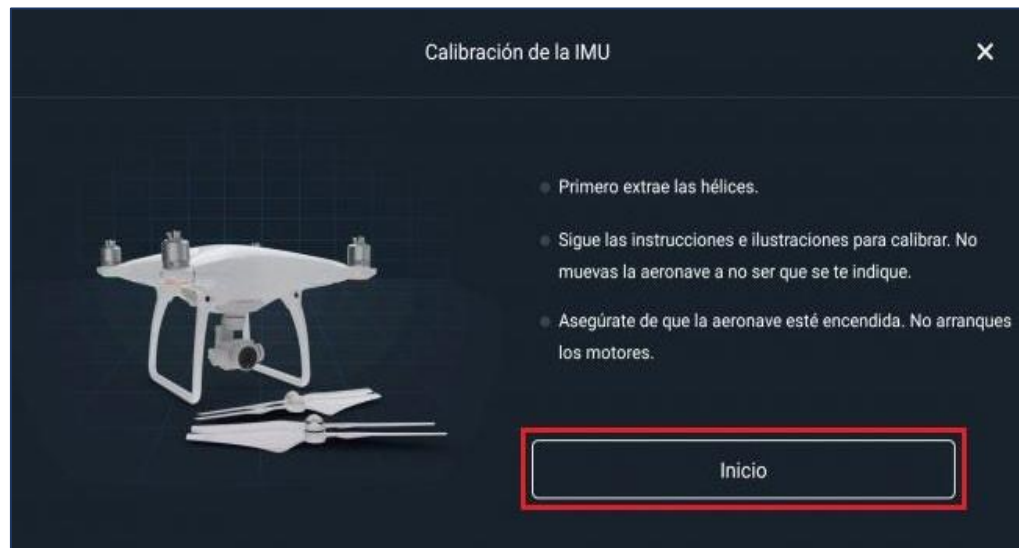 Calibración de la IMU
Primero extrae las hélices.
Sigue las instrucciones e ilustraciones para calibrar. No
muevas la aeronave a no ser que se te indique.
Asegúrate de que la aeronave esté encendida. No arranques
los motores.
Inicio